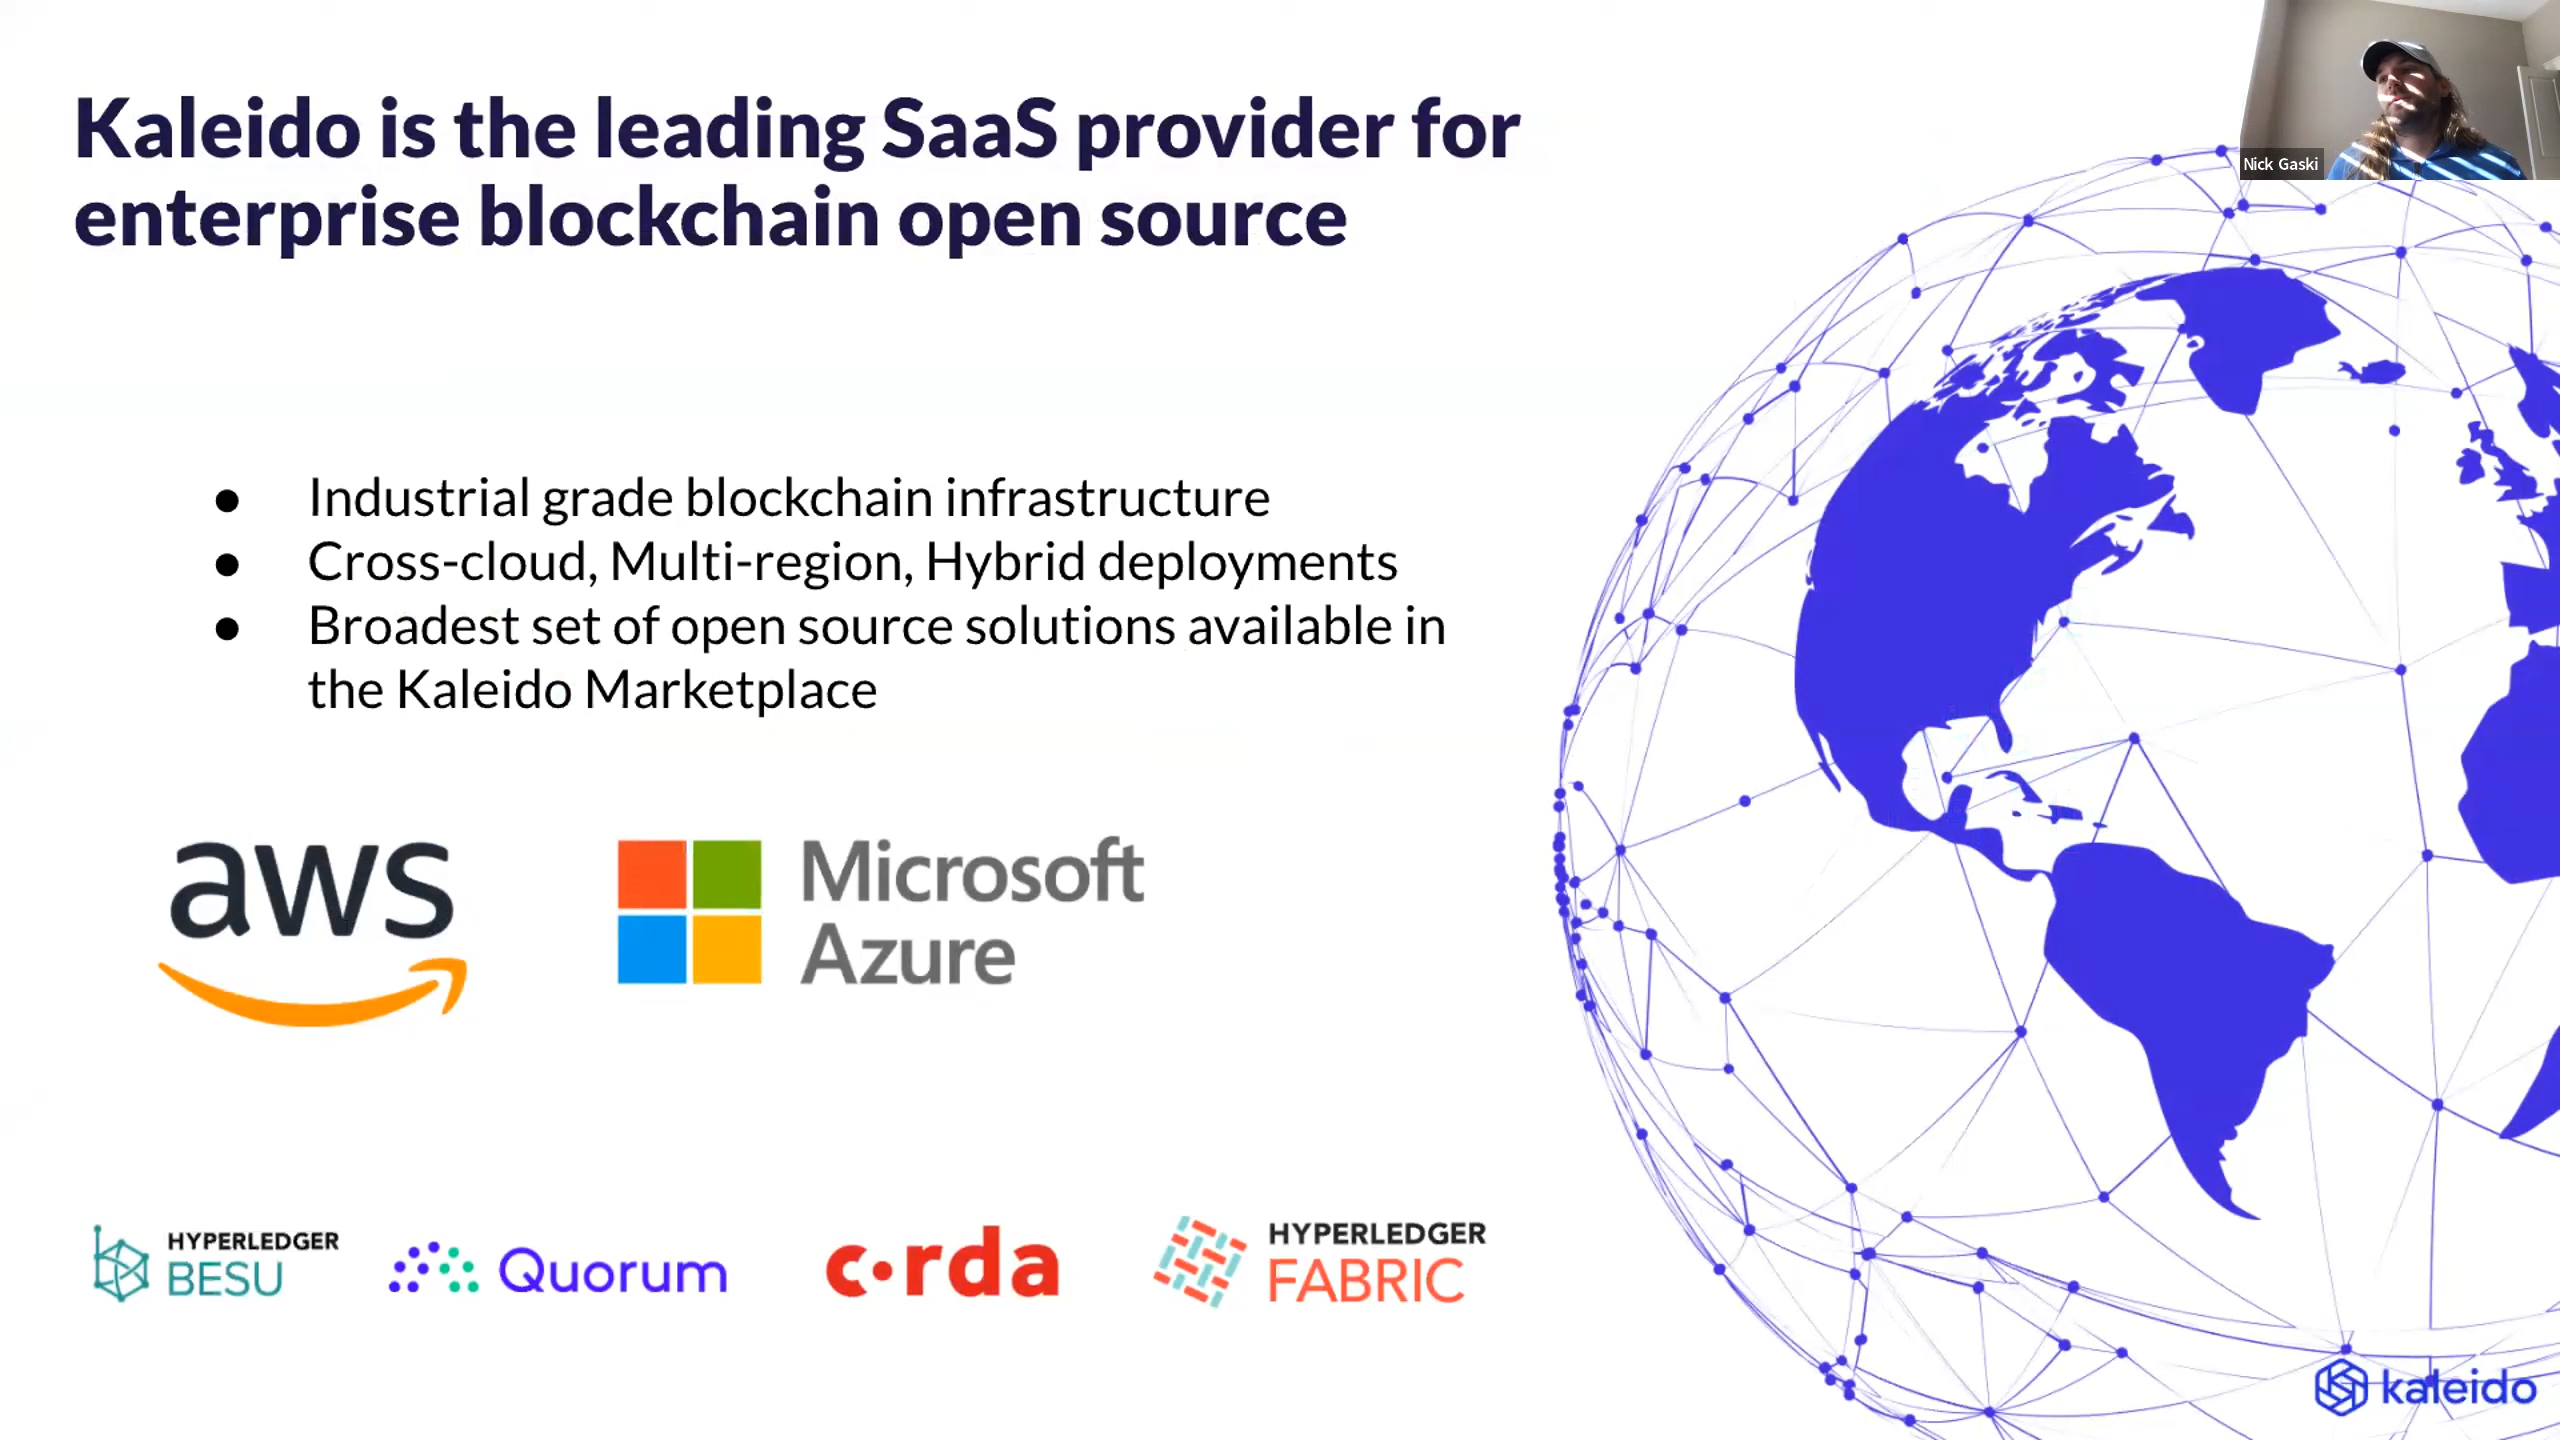 Kaleido is the leading SaaS provider for
enterprise blockchain open source
Nick Gaski
● Industrial grade blockchain infrastructure
● Cross-cloud, Multi-region, Hybrid deployments
● Broadest set of open source solutions available in
the Kaleido Marketplace
aws
Microsoft
Azure
HYPERLEDGER
BESU
Quorum
c•rda
HYPERLEDGER
FABRIC
kaleido